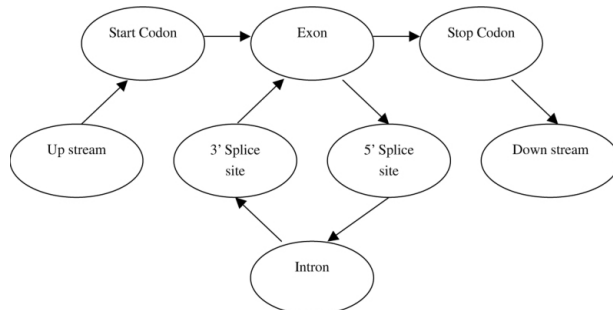 Start Codon
Exon
Stop Codon
Up stream
3' Splice
site
5' Splice
site
Down stream
Intron